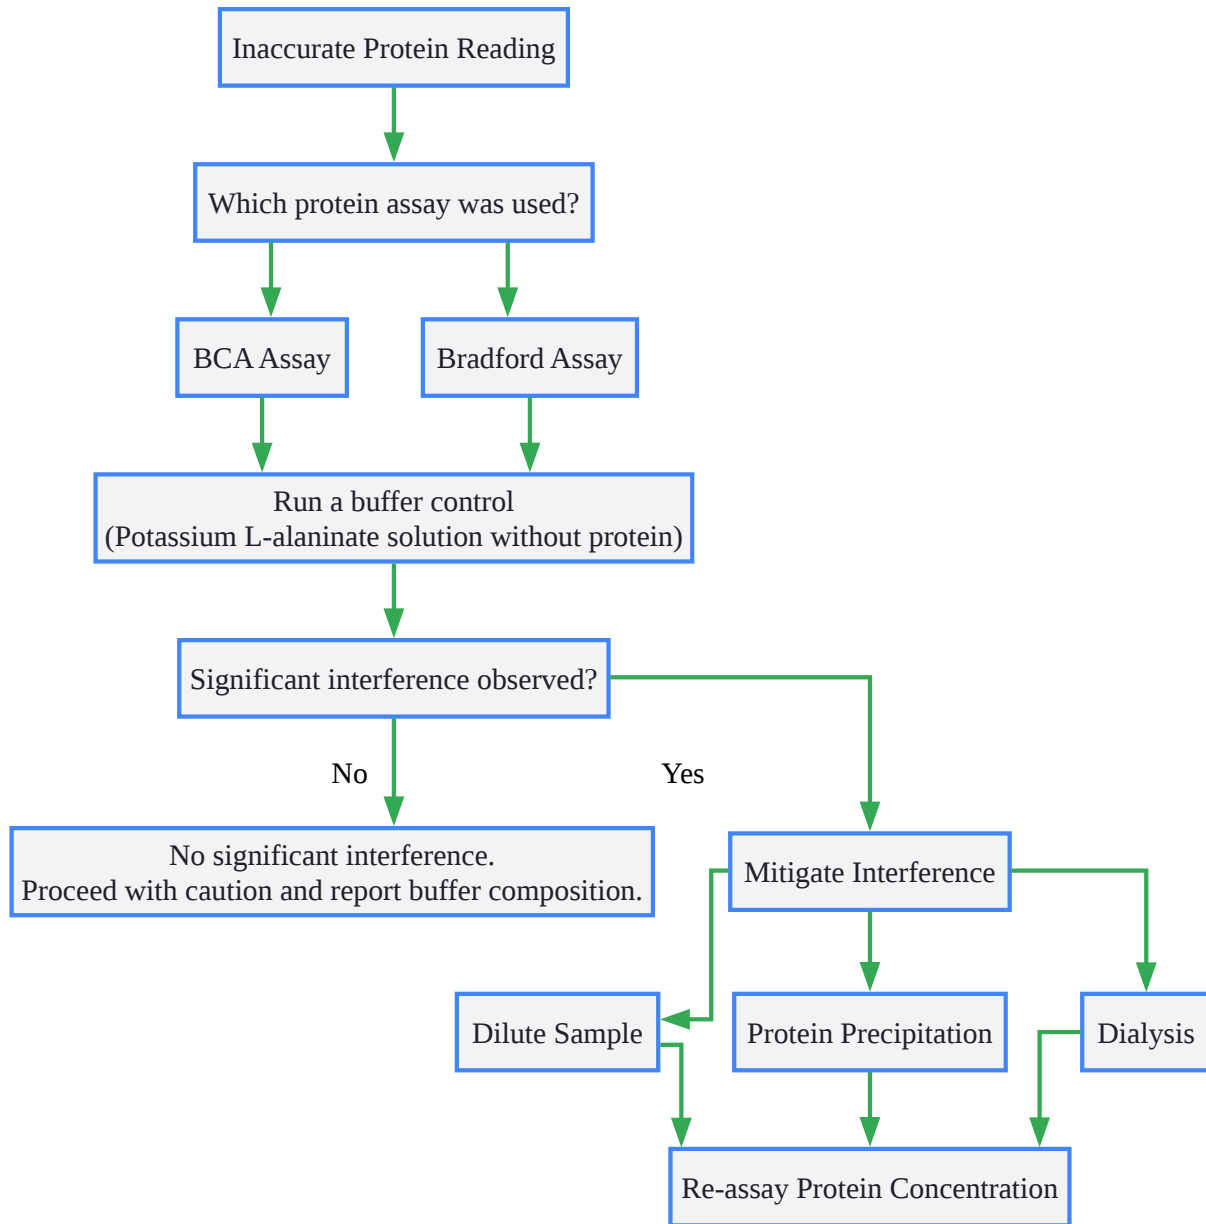 Inaccurate Protein Reading
Which protein assay was used?
BCA Assay
Bradford Assay
Run a buffer control
(Potassium L-alaninate solution without protein)
Significant interference observed?
No
Yes
No significant interference.
Proceed with caution and report buffer composition.
Mitigate Interference
Dilute Sample
Protein Precipitation
Dialysis
Re-assay Protein Concentration